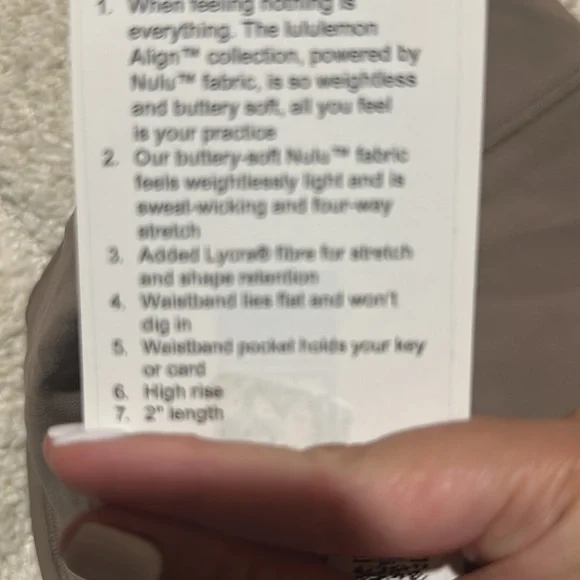 1. When feeling nothing is
everything. The lululemon
Align™ collection, powered by
Nulu™ fabric, is so weightless
and buttery soft, all you feel
is your practice
2. Our buttery-soft Nulu™ fabric
feels weightlessly light and is
sweat-wicking and four-way
stretch
3. Added Lycra® fibre for stretch
and shape retention
4. Waistband lies flat and won't
dig in
5. Waistband pocket holds your key
or card
6. High rise
7. 2" length